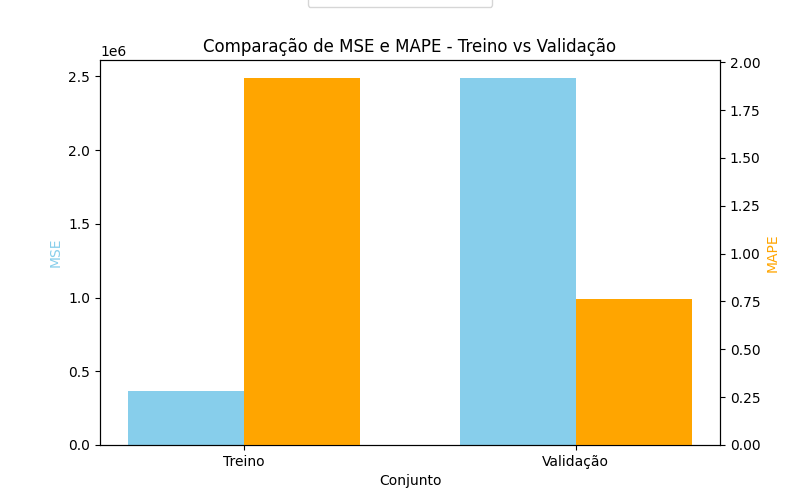 Comparação de MSE e MAPE - Treino vs Validação
1e6
2.5
2.0
1.5
1.0
0.5
0.0
MSE
2.00
1.75
1.50
1.25
1.00
0.75
0.50
0.25
0.00
MAPE
Treino
Validação
Conjunto